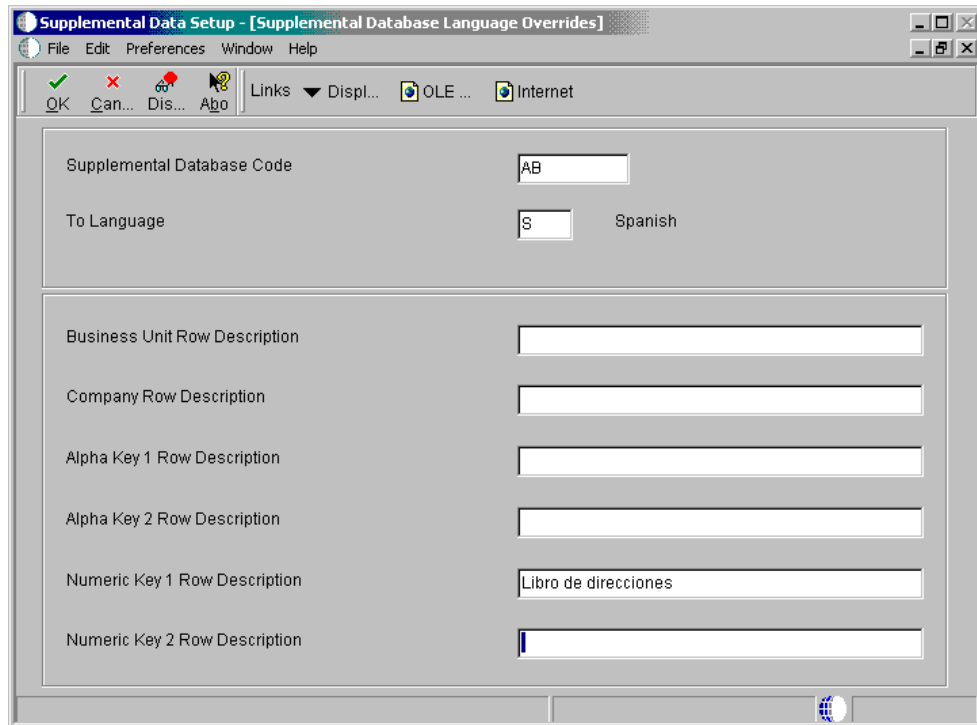 Supplemental Data Setup - [Supplemental Database Language Overrides]
File Edit Preferences Window Help
OK Can... Dis... Abo Links Displ... OLE ... Internet
Supplemental Database Code AB
To Language S Spanish
Business Unit Row Description
Company Row Description
Alpha Key 1 Row Description
Alpha Key 2 Row Description
Numeric Key 1 Row Description Libro de direcciones
Numeric Key 2 Row Description